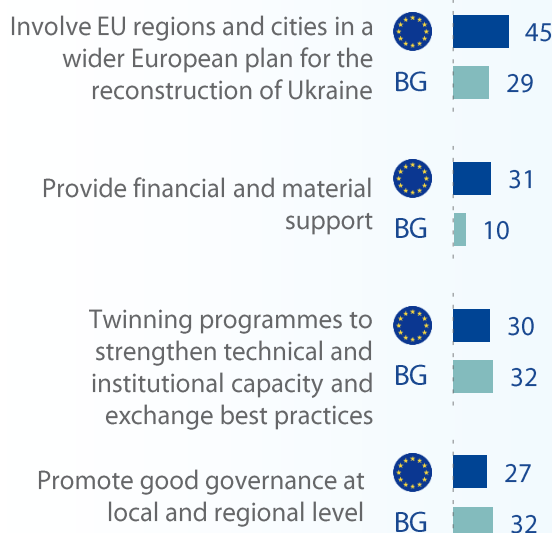 Involve EU regions and cities in a
wider European plan for the
reconstruction of Ukraine
45
BG 29
Provide financial and material
support
31
BG 10
Twinning programmes to
strengthen technical and
institutional capacity and
exchange best practices
30
BG 32
Promote good governance at
local and regional level
27
BG 32